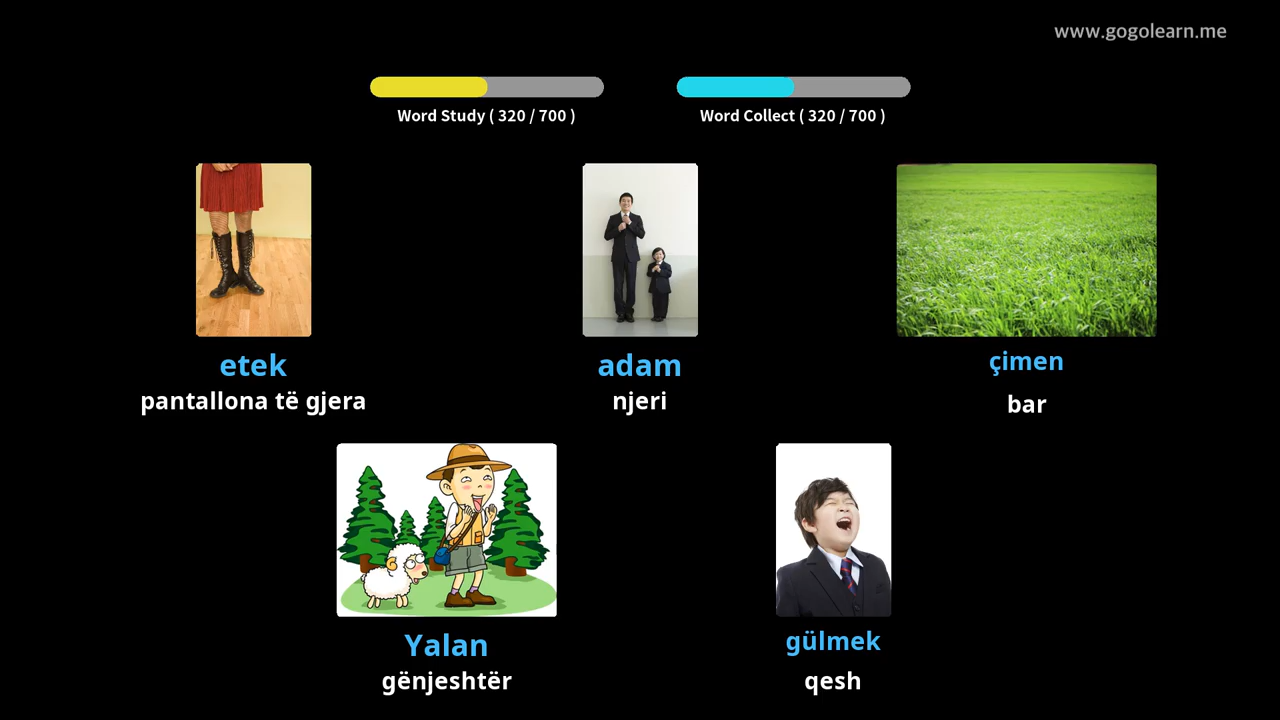 www.gogolearn.me
Word Study ( 320 / 700 )
Word Collect ( 320 / 700 )
etek
pantallona të gjera
adam
njeri
çimen
bar
Yalan
gënjeshtër
gülmek
qesh